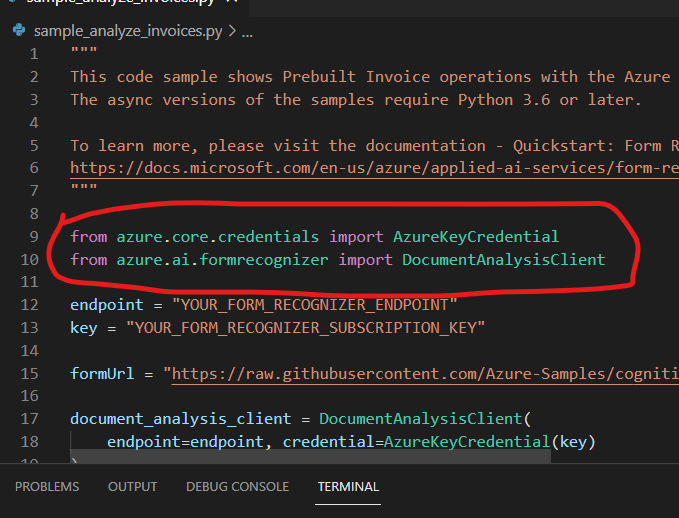 sample_analyze_invoices.py
sample_analyze_invoices.py > ...
1 """
2 This code sample shows Prebuilt Invoice operations with the Azure
3 The async versions of the samples require Python 3.6 or later.
4
5 To learn more, please visit the documentation - Quickstart: Form R
6 https://docs.microsoft.com/en-us/azure/applied-ai-services/form-re
7 """
8
9 from azure.core.credentials import AzureKeyCredential
10 from azure.ai.formrecognizer import DocumentAnalysisClient
11
12 endpoint = "YOUR_FORM_RECOGNIZER_ENDPOINT"
13 key = "YOUR_FORM_RECOGNIZER_SUBSCRIPTION_KEY"
14
15 formUrl = "https://raw.githubusercontent.com/Azure-Samples/cogniti
16
17 document_analysis_client = DocumentAnalysisClient(
18 endpoint=endpoint, credential=AzureKeyCredential(key)
19 )
PROBLEMS OUTPUT DEBUG CONSOLE TERMINAL